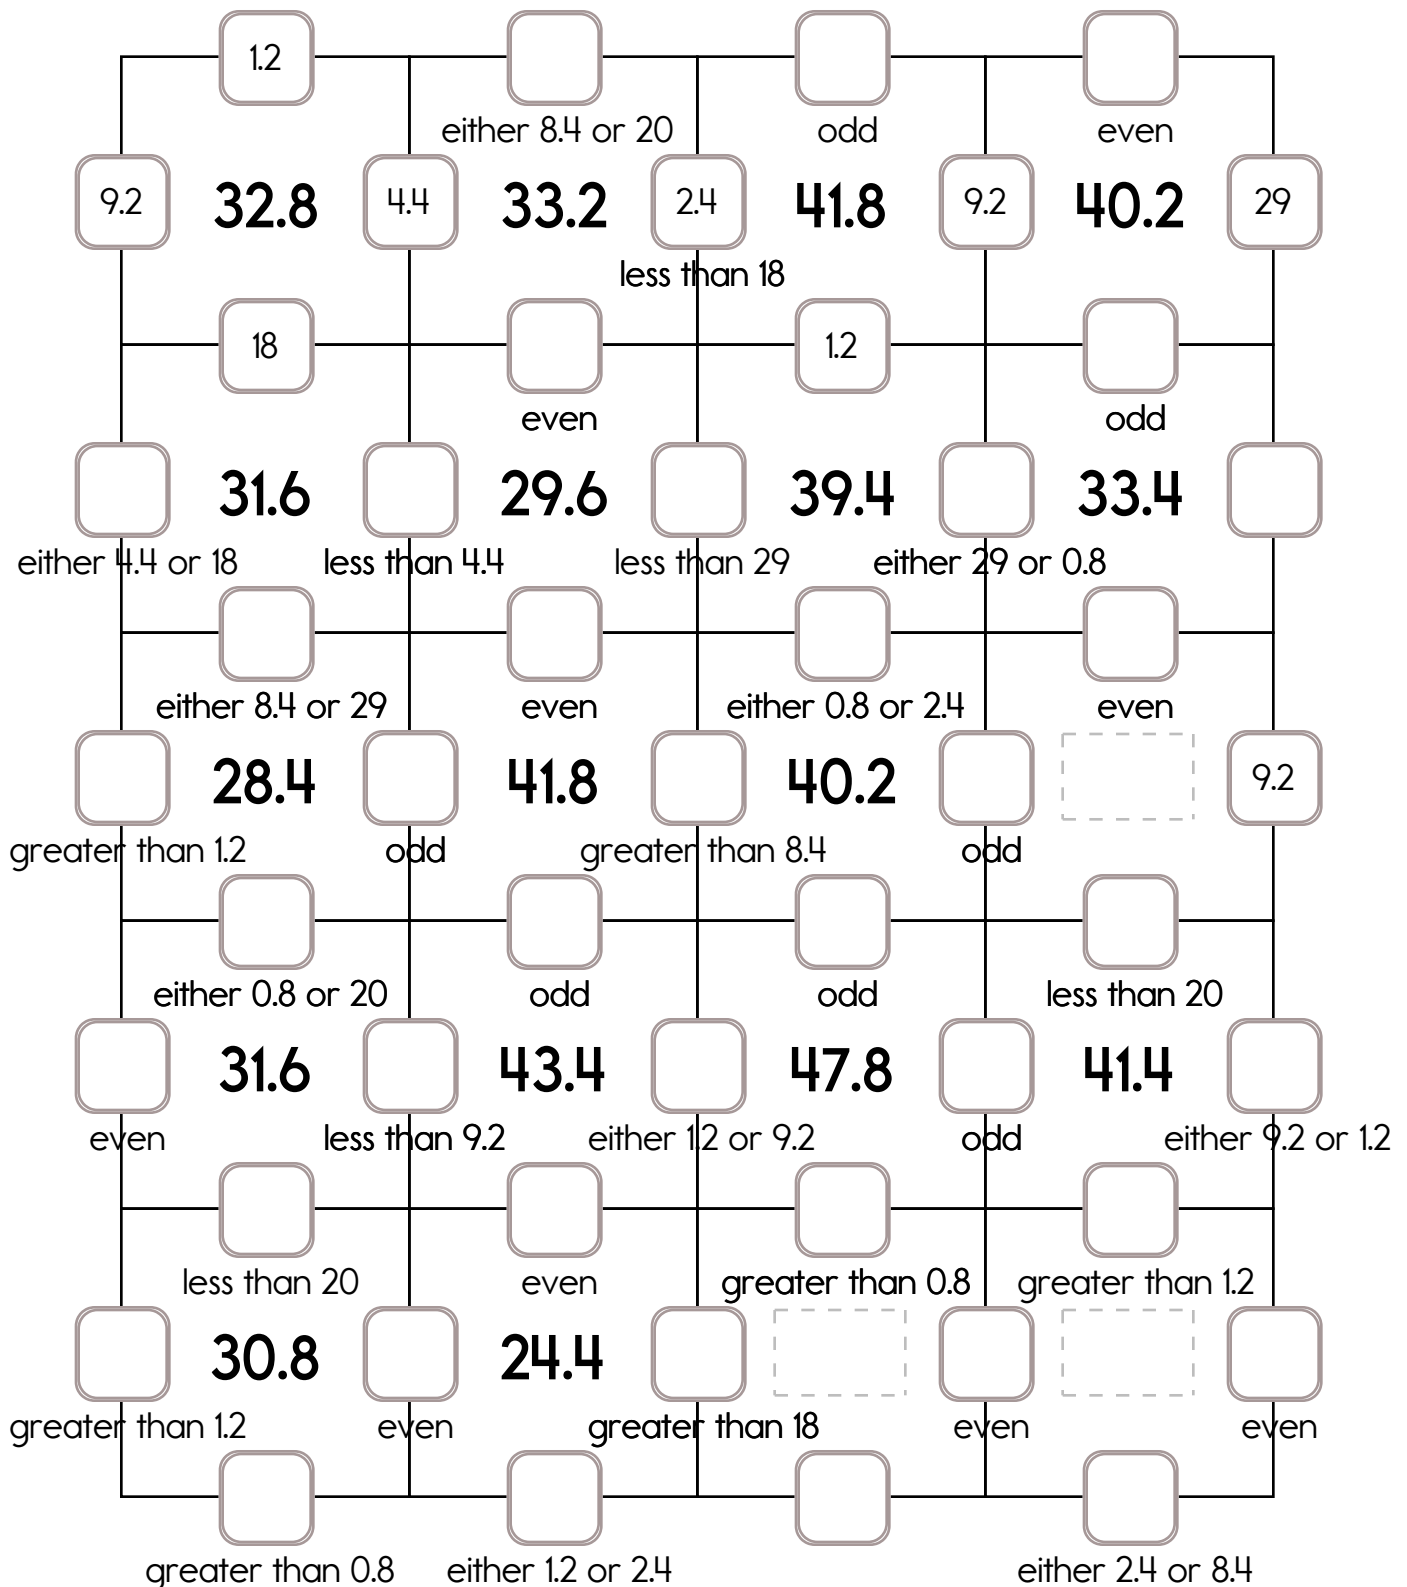 1.2
either 8.4 or 20 odd even
9.2 32.8 4.4 33.2 2.4 41.8 9.2 40.2 29
less than 18
18 1.2
even odd
31.6 29.6 39.4 33.4
either 4.4 or 18 less than 4.4 less than 29 either 29 or 0.8
either 8.4 or 29 even either 0.8 or 2.4 even
28.4 41.8 40.2 9.2
greater than 1.2 odd greater than 8.4 odd
either 0.8 or 20 odd odd less than 20
31.6 43.4 47.8 41.4
even less than 9.2 either 1.2 or 9.2 odd either 9.2 or 1.2
less than 20 even greater than 0.8 greater than 1.2
30.8 24.4
greater than 1.2 even greater than 18 even even
greater than 0.8 either 1.2 or 2.4 either 2.4 or 8.4